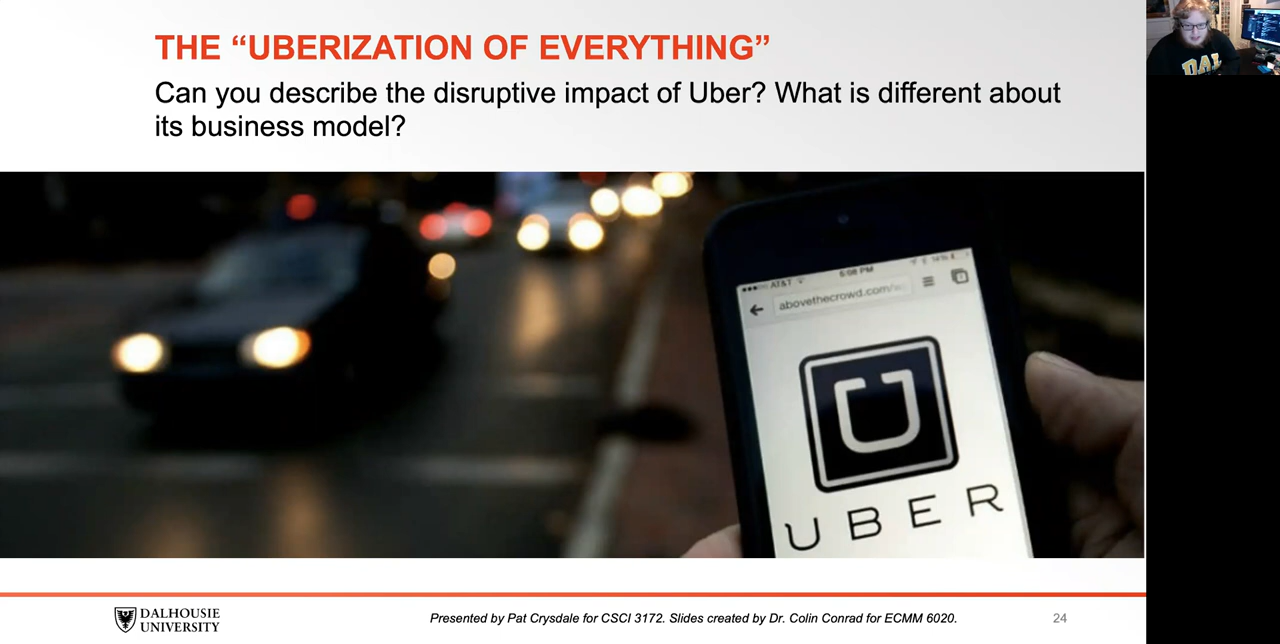 THE “UBERIZATION OF EVERYTHING”
Can you describe the disruptive impact of Uber? What is different about
its business model?
DAL
AT&T
5:08 PM
14%
abovethecrowd.com/
U
UBER
DALHOUSIE
UNIVERSITY
Presented by Pat Crysdale for CSCI 3172. Slides created by Dr. Colin Conrad for ECMM 6020.
24